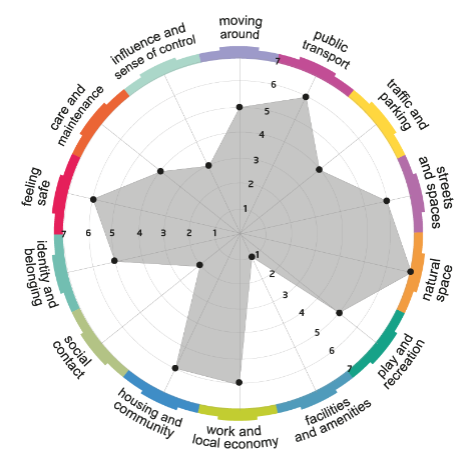 moving
around
public
transport
traffic and
parking
streets
and spaces
natural
space
play and
recreation
facilities
and amenities
work and
local economy
housing and
community
social
contact
identity and
belonging
feeling
safe
care and
maintenance
influence and
sense of control
7
6
5
4
3
2
1
7 6 5 4 3 2 1
1
2
3
4
5
6
7